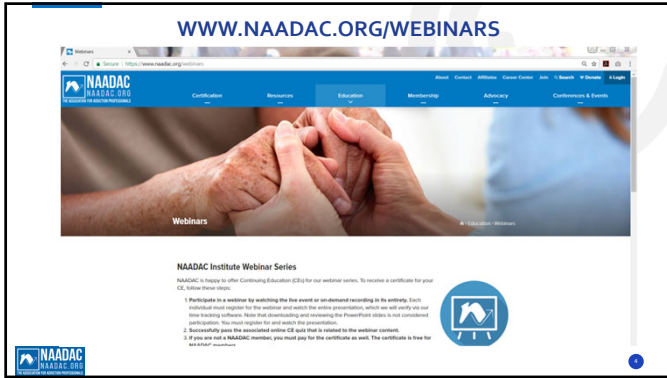 WWW.NAADAC.ORG/WEBINARS
Webinars
Secure https://www.naadac.org/webinars
About Contact Affiliates Career Center Join Search Donate Login
NAADAC
NAADAC.ORG
THE ASSOCIATION FOR ADDICTION PROFESSIONALS
Certification Resources Education Membership Advocacy Conferences & Events
Webinars
Education Webinars
NAADAC Institute Webinar Series
NAADAC is happy to offer Continuing Education (CEs) for our webinar series. To receive a certificate for your
CE, follow these steps:
1. Participate in a webinar by watching the live event or on-demand recording in its entirety. Each
individual must register for the webinar and watch the entire presentation, which we will verify via our
time tracking software. Note that downloading and reviewing the PowerPoint slides is not considered
participation. You must register for and watch the presentation.
2. Successfully pass the associated online CE quiz that is related to the webinar content.
3. If you are not a NAADAC member, you must pay for the certificate as well. The certificate is free for
NAADAC members.
NAADAC
NAADAC.ORG
THE ASSOCIATION FOR ADDICTION PROFESSIONALS
4